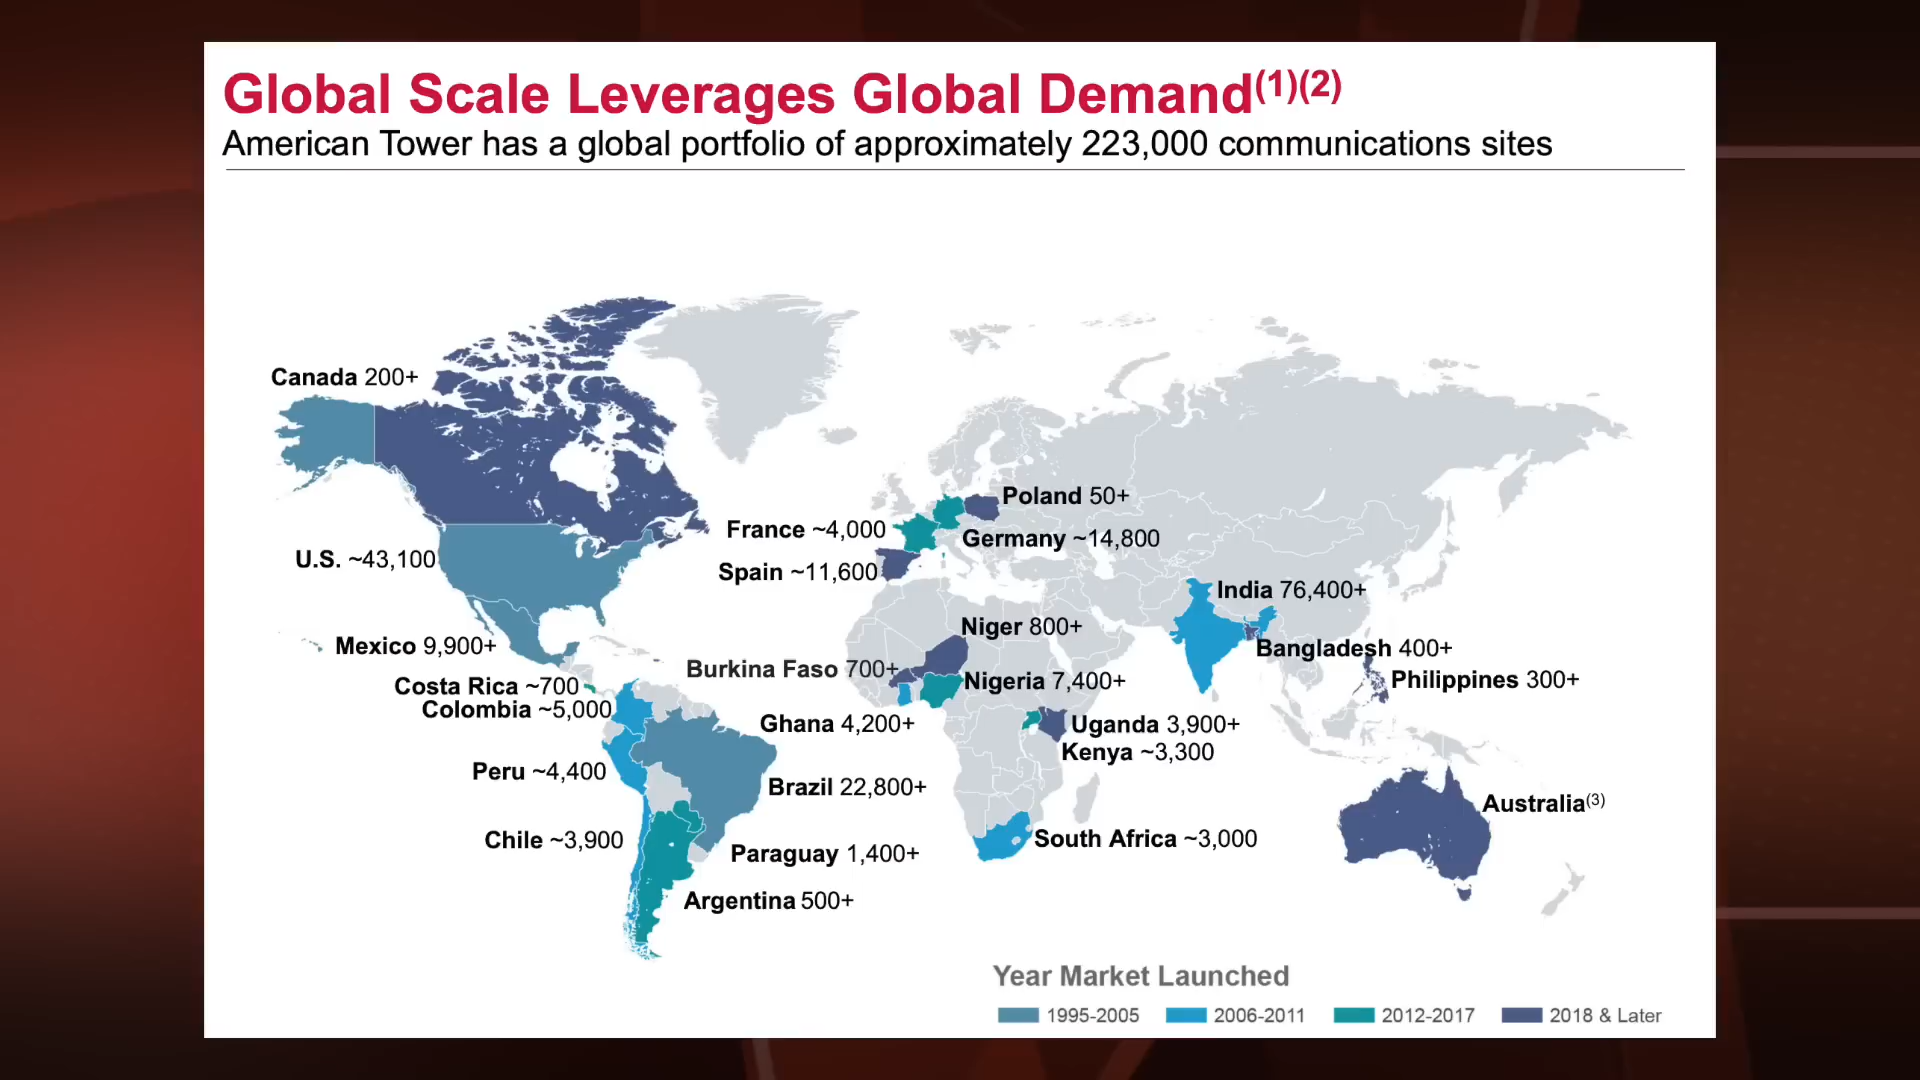 Global Scale Leverages Global Demand(1)(2)
American Tower has a global portfolio of approximately 223,000 communications sites
Canada 200+
U.S. ~43,100
Mexico 9,900+
Costa Rica ~700
Colombia ~5,000
Peru ~4,400
Chile ~3,900
Brazil 22,800+
Paraguay 1,400+
Argentina 500+
Poland 50+
France ~4,000
Germany ~14,800
Spain ~11,600
Niger 800+
Burkina Faso 700+
Nigeria 7,400+
Ghana 4,200+
Uganda 3,900+
Kenya ~3,300
South Africa ~3,000
India 76,400+
Bangladesh 400+
Philippines 300+
Australia(3)
Year Market Launched
1995-2005 2006-2011 2012-2017 2018 & Later